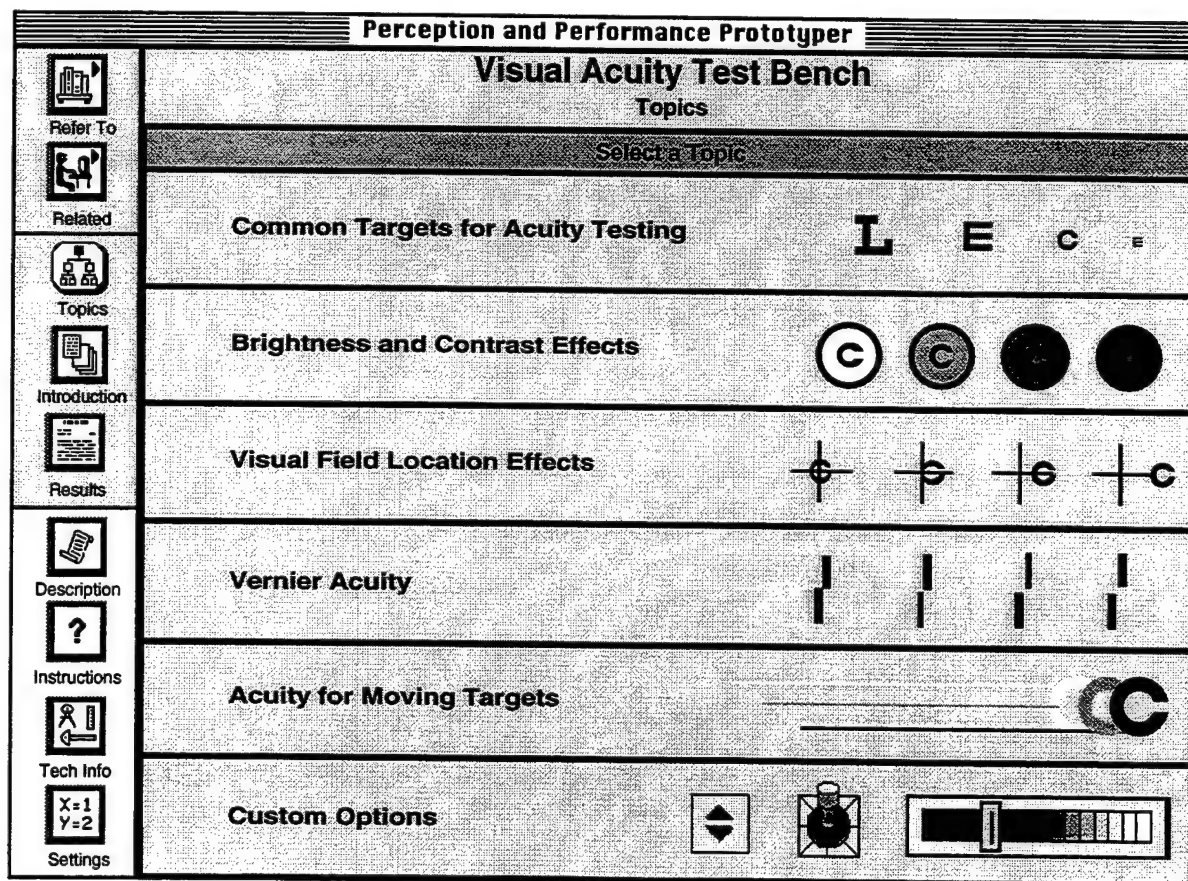 Perception and Performance Prototyper
Visual Acuity Test Bench
Topics
Select a Topic
Refer To
Related
Topics
Introduction
Results
Description
?
Instructions
Tech Info
X=1
Y=2
Settings
Common Targets for Acuity Testing
L E C E
Brightness and Contrast Effects
C C
Visual Field Location Effects
C C C C
Vernier Acuity
Acuity for Moving Targets
C
Custom Options